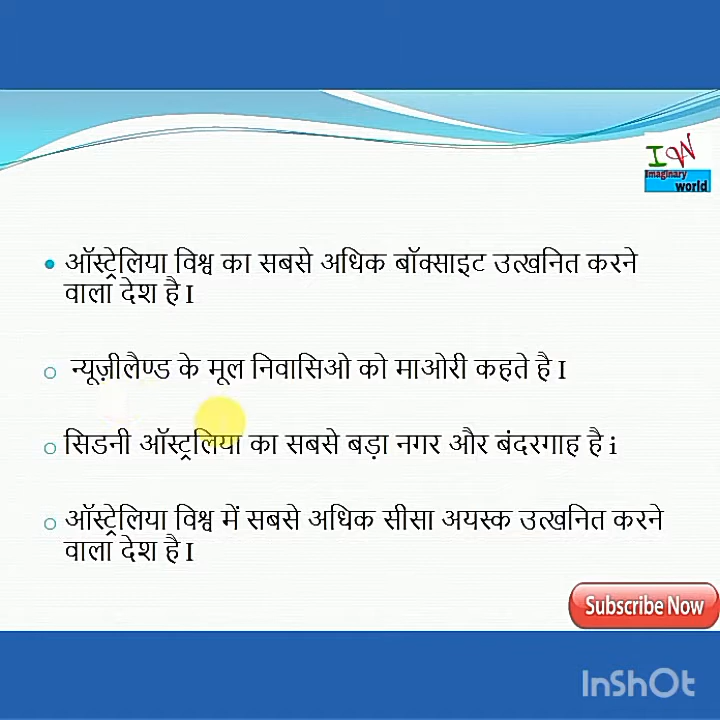 I W
Imaginary
world
ऑस्ट्रेलिया विश्व का सबसे अधिक बॉक्साइट उत्खनित करने
वाला देश है I
न्यूज़ीलैण्ड के मूल निवासिओ को माओरी कहते है I
सिडनी ऑस्ट्रलिया का सबसे बड़ा नगर और बंदरगाह है i
ऑस्ट्रेलिया विश्व में सबसे अधिक सीसा अयस्क उत्खनित करने
वाला देश है I
Subscribe Now
InShOt